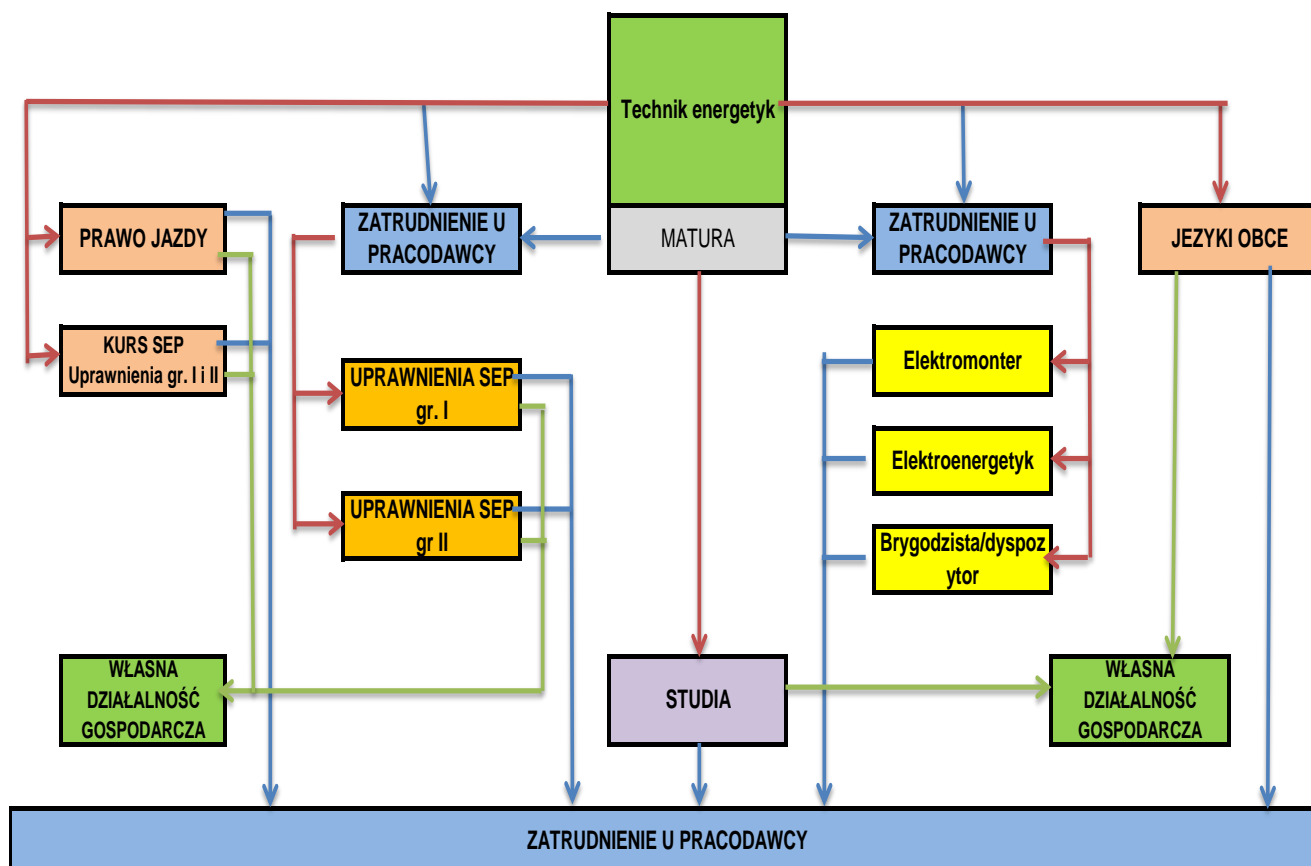 Technik energetyk
PRAWO JAZDY
ZATRUDNIENIE U
PRACODAWCY
MATURA
ZATRUDNIENIE U
PRACODAWCY
JEZYKI OBCE
KURS SEP
Uprawnienia gr. I i II
UPRAWNIENIA SEP
gr. I
Elektromonter
Elektroenergetyk
UPRAWNIENIA SEP
gr II
Brygodzista/dyspoz
ytor
WŁASNA
DZIAŁALNOŚĆ
GOSPODARCZA
STUDIA
WŁASNA
DZIAŁALNOŚĆ
GOSPODARCZA
ZATRUDNIENIE U PRACODAWCY